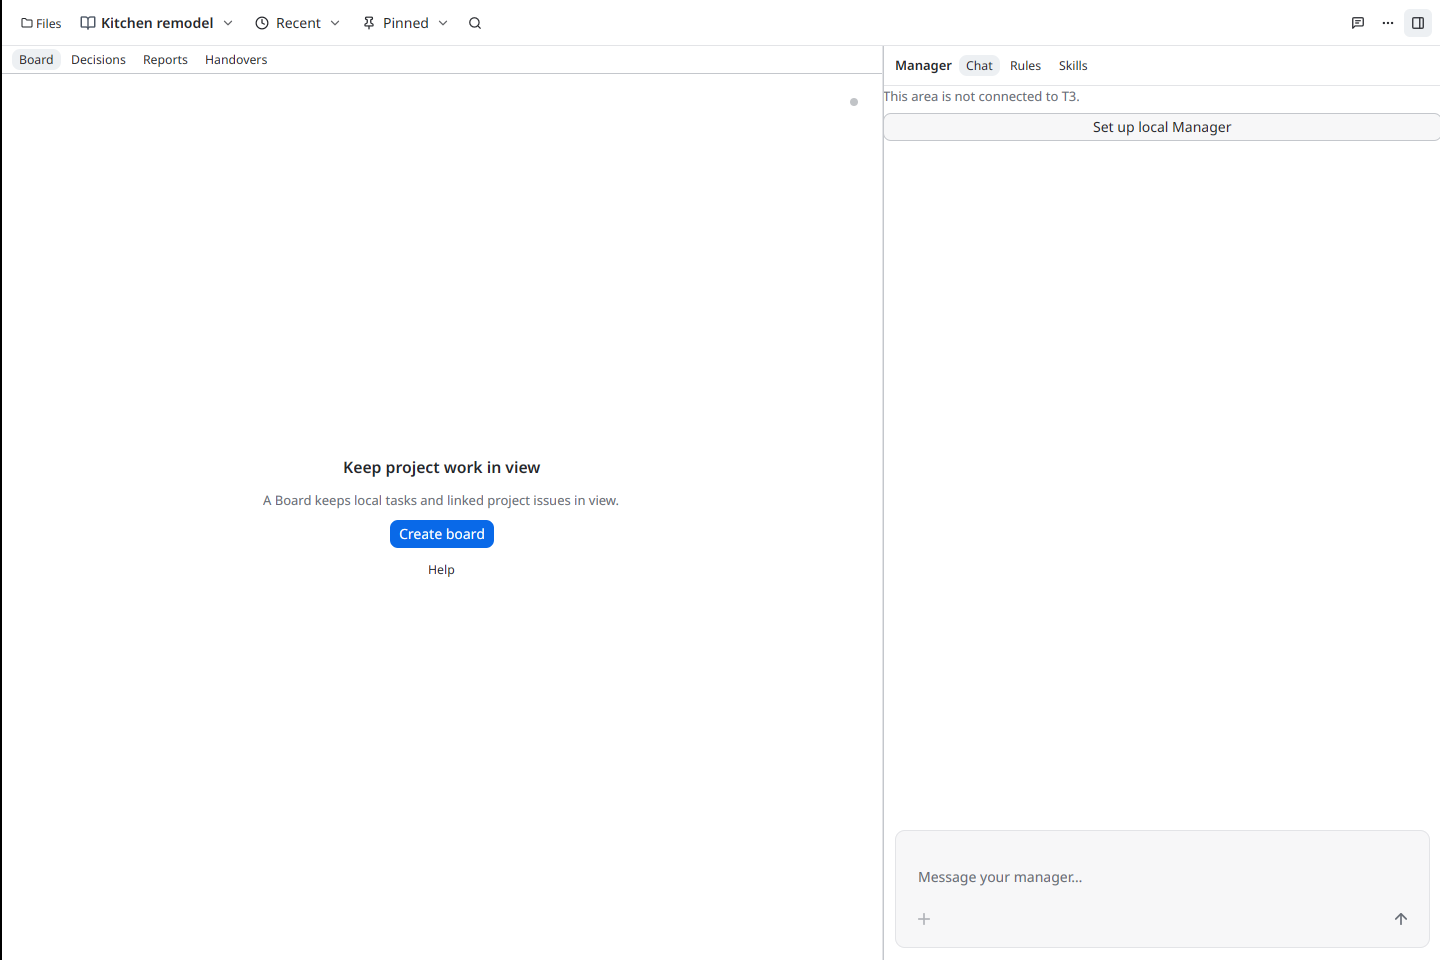 Files
Kitchen remodel
Recent
Pinned
Board
Decisions
Reports
Handovers
Keep project work in view
A Board keeps local tasks and linked project issues in view.
Create board
Help
Manager
Chat
Rules
Skills
This area is not connected to T3.
Set up local Manager
Message your manager...